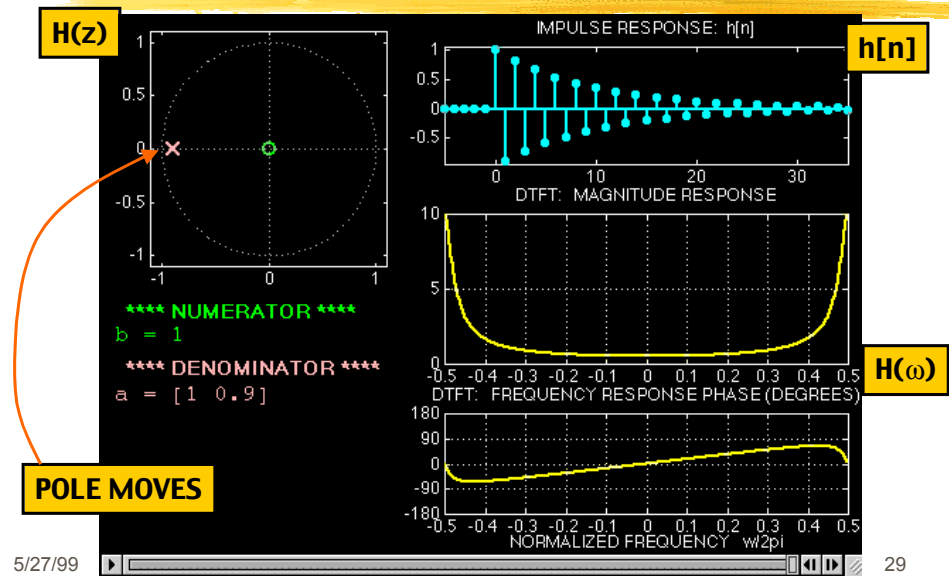 H(z)
1
0.5
0
-0.5
-1
-1 0 1
**** NUMERATOR ****
b = 1
**** DENOMINATOR ****
a = [1 0.9]
POLE MOVES
IMPULSE RESPONSE: h[n]
h[n]
1
0.5
0
-0.5
0 10 20 30
DTFT: MAGNITUDE RESPONSE
10
5
0
-0.5 -0.4 -0.3 -0.2 -0.1 0 0.1 0.2 0.3 0.4 0.5
H(ω)
DTFT: FREQUENCY RESPONSE PHASE (DEGREES)
180
90
0
-90
-180
-0.5 -0.4 -0.3 -0.2 -0.1 0 0.1 0.2 0.3 0.4 0.5
NORMALIZED FREQUENCY w/2pi
5/27/99
29